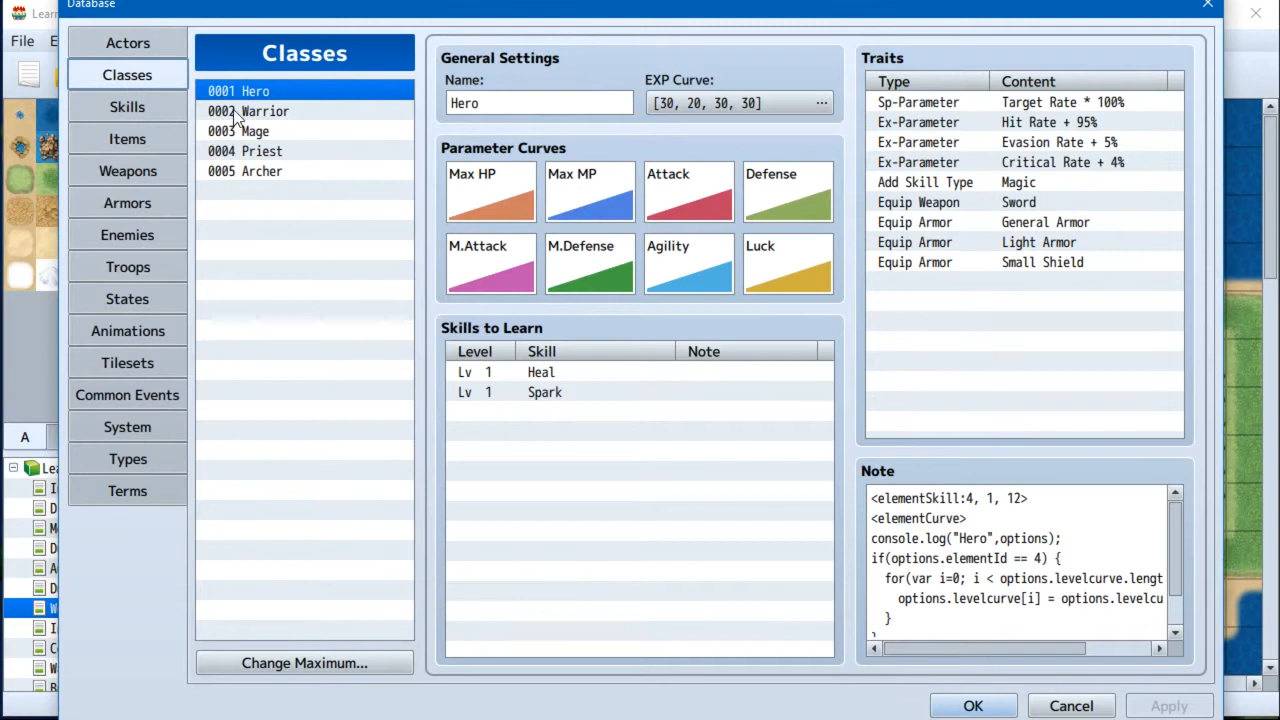 Database
Learn
File
Actors
Classes
Skills
Items
Weapons
Armors
Enemies
Troops
States
Animations
Tilesets
Common Events
System
Types
Terms
A
Classes
0001 Hero
0002 Warrior
0003 Mage
0004 Priest
0005 Archer
Change Maximum...
General Settings
Name:
EXP Curve:
Hero
[30, 20, 30, 30]
...
Parameter Curves
Max HP
Max MP
Attack
Defense
M.Attack
M.Defense
Agility
Luck
Skills to Learn
Level Skill Note
Lv 1 Heal
Lv 1 Spark
Traits
Type Content
Sp-Parameter Target Rate * 100%
Ex-Parameter Hit Rate + 95%
Ex-Parameter Evasion Rate + 5%
Ex-Parameter Critical Rate + 4%
Add Skill Type Magic
Equip Weapon Sword
Equip Armor General Armor
Equip Armor Light Armor
Equip Armor Small Shield
Note
<elementSkill:4, 1, 12>
<elementCurve>
console.log("Hero",options);
if(options.elementId == 4) {
for(var i=0; i < options.levelcurve.lengt
options.levelcurve[i] = options.levelcu
}
OK
Cancel
Apply